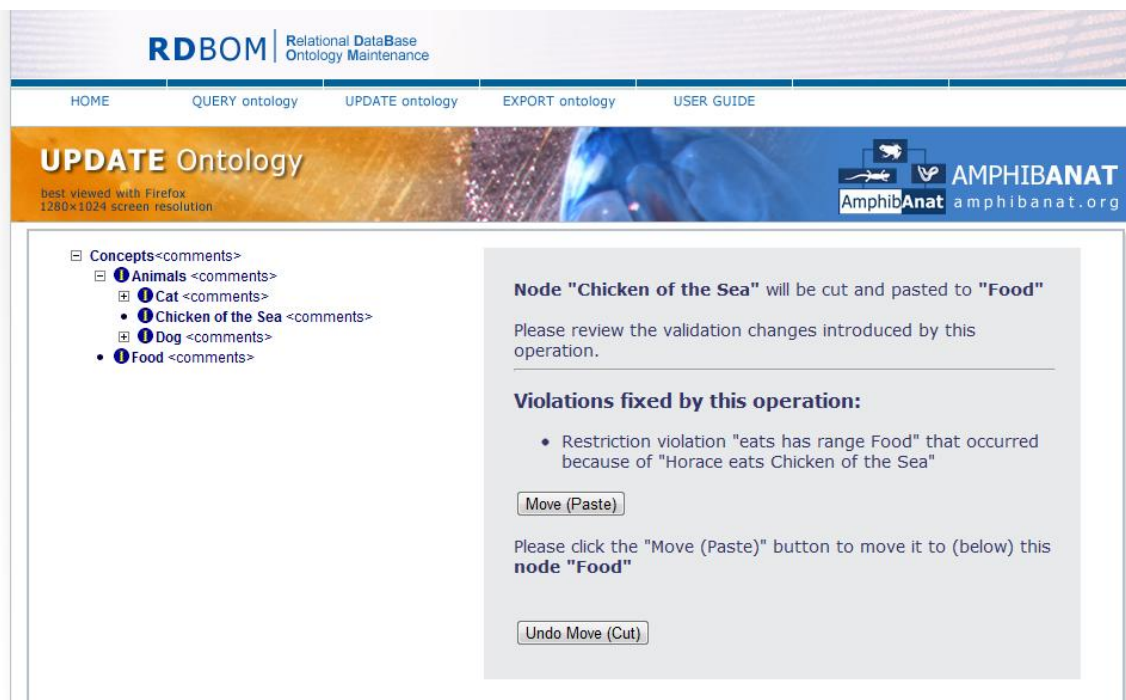 RDBOM Relational DataBase
Ontology Maintenance
HOME QUERY ontology UPDATE ontology EXPORT ontology USER GUIDE
UPDATE Ontology
best viewed with Firefox
1280×1024 screen resolution
AmphibAnat
AMPHIBANAT
amphibanat.org
Concepts<comments>
Animals <comments>
Cat <comments>
Chicken of the Sea <comments>
Dog <comments>
Food <comments>
Node "Chicken of the Sea" will be cut and pasted to "Food"
Please review the validation changes introduced by this
operation.
Violations fixed by this operation:
• Restriction violation "eats has range Food" that occurred
because of "Horace eats Chicken of the Sea"
Move (Paste)
Please click the "Move (Paste)" button to move it to (below) this
node "Food"
Undo Move (Cut)